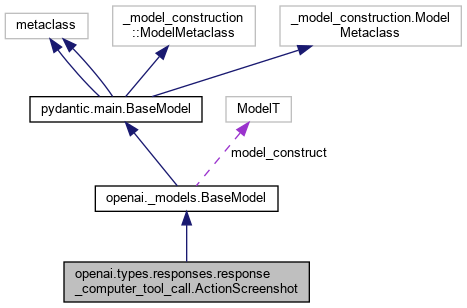 metaclass
_model_construction
::ModelMetaclass
_model_construction.Model
Metaclass
pydantic.main.BaseModel
ModelT
model_construct
openai._models.BaseModel
openai.types.responses.response
_computer_tool_call.ActionScreenshot